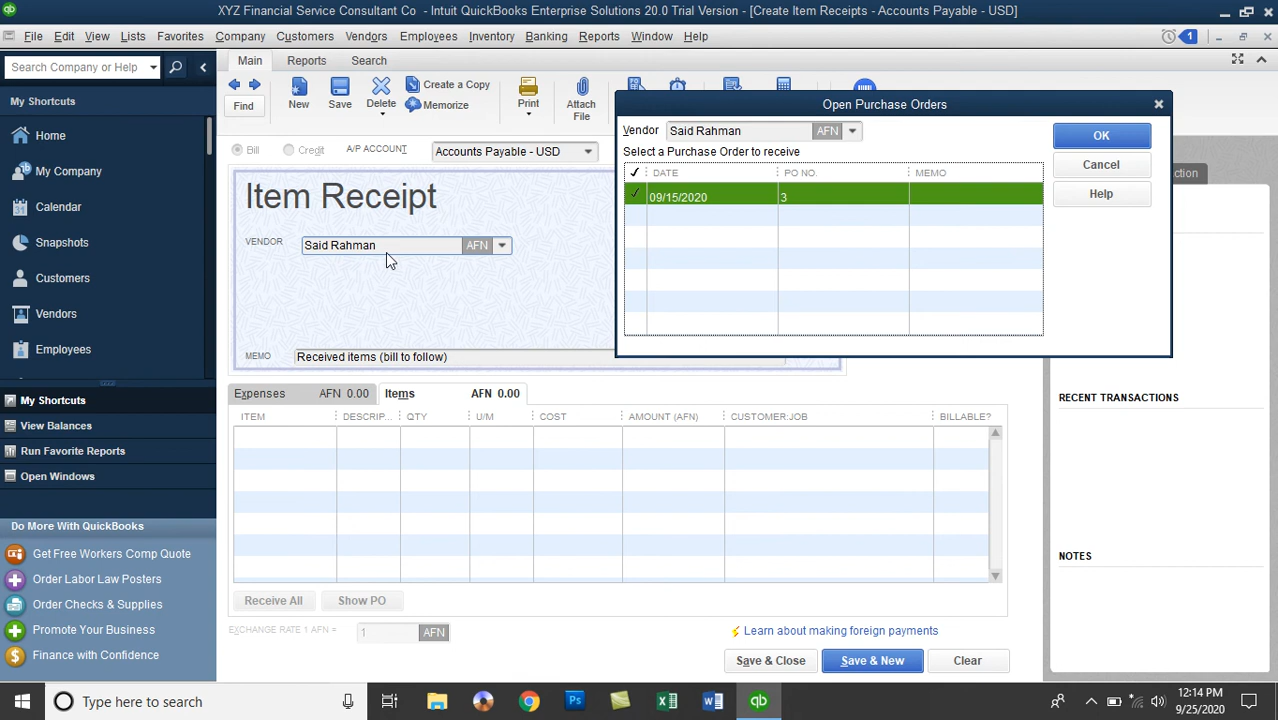 XYZ Financial Service Consultant Co - Intuit QuickBooks Enterprise Solutions 20.0 Trial Version - [Create Item Receipts - Accounts Payable - USD]
File Edit View Lists Favorites Company Customers Vendors Employees Inventory Banking Reports Window Help
1
Search Company or Help
My Shortcuts
Home
My Company
Calendar
Snapshots
Customers
Vendors
Employees
My Shortcuts
View Balances
Run Favorite Reports
Open Windows
Do More With QuickBooks
Get Free Workers Comp Quote
Order Labor Law Posters
Order Checks & Supplies
Promote Your Business
Finance with Confidence
Main Reports Search
Find
New
Save
Delete
Create a Copy
Memorize
Print
Attach
File
Bill Credit A/P ACCOUNT Accounts Payable - USD
Item Receipt
VENDOR Said Rahman AFN
MEMO Received items (bill to follow)
Expenses AFN 0.00 Items AFN 0.00
ITEM DESCRIP... QTY U/M COST AMOUNT (AFN) CUSTOMER:JOB BILLABLE?
Receive All Show PO
EXCHANGE RATE 1 AFN = 1 AFN
Learn about making foreign payments
Save & Close Save & New Clear
Open Purchase Orders
Vendor Said Rahman AFN
Select a Purchase Order to receive
DATE PO NO. MEMO
09/15/2020 3
OK
Cancel
Help
ction
RECENT TRANSACTIONS
NOTES
Type here to search
Ps
qb
12:14 PM
9/25/2020